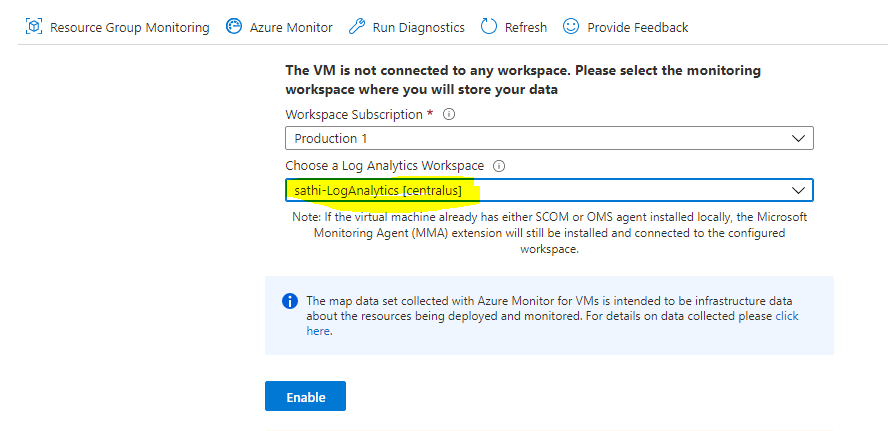 Resource Group Monitoring Azure Monitor Run Diagnostics Refresh Provide Feedback
The VM is not connected to any workspace. Please select the monitoring
workspace where you will store your data
Workspace Subscription *
Production 1
Choose a Log Analytics Workspace
sathi-LogAnalytics [centralus]
Note: If the virtual machine already has either SCOM or OMS agent installed locally, the Microsoft
Monitoring Agent (MMA) extension will still be installed and connected to the configured
workspace.
The map data set collected with Azure Monitor for VMs is intended to be infrastructure data
about the resources being deployed and monitored. For details on data collected please click
here.
Enable